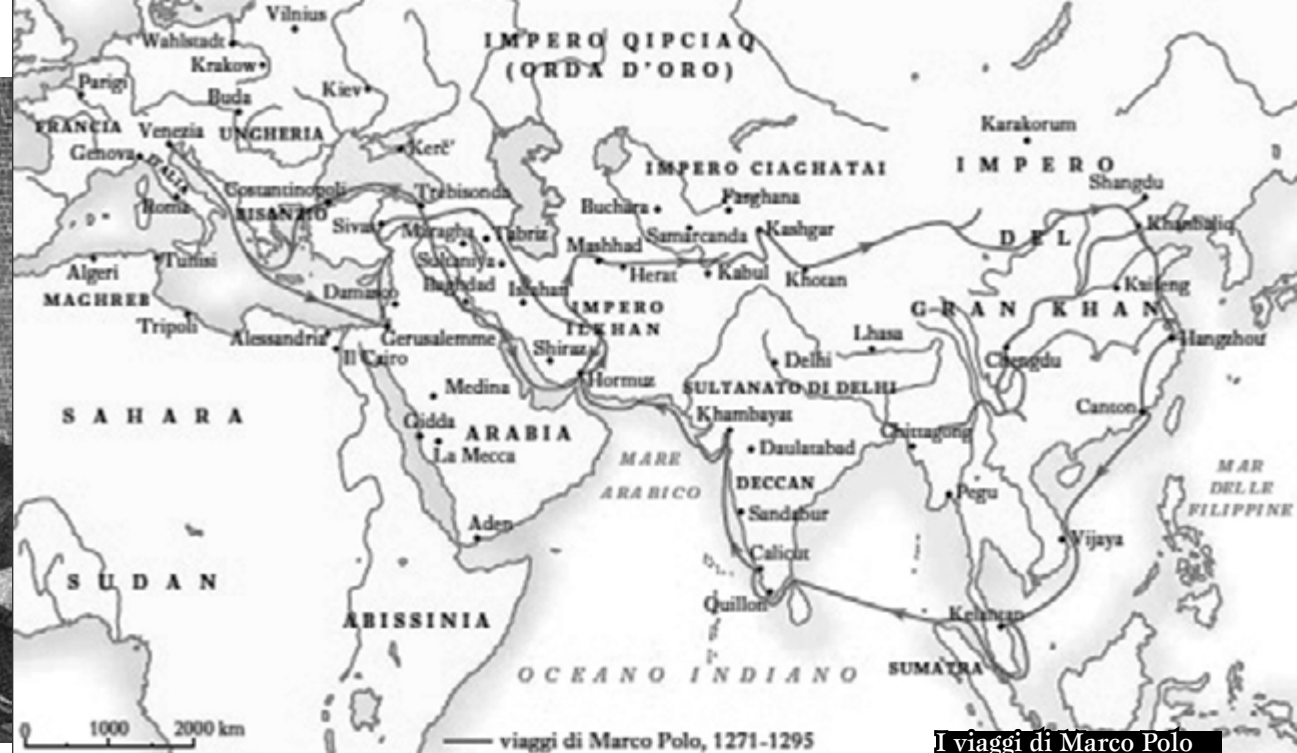 Vilnius
Wahlstadt
Krakow
IMPERO QIPCIAQ
(ORDA D'ORO)
Parigi
Buda
Kiev
FRANCIA
Venezia
UNGHERIA
Genova
ITALIA
Kerč'
Karakorum
IMPERO CIAGHATAI
IMPERO
Roma
Costantinopoli
BISANZIO
Trebisonda
Buchara
Fanghana
Shangdu
Sivas
Maragha
Tabriz
Samarcanda
Kashgar
DEL
Khanbaliq
Algeri
Tunisi
Sultaniya
Mashhad
Herat
Kabul
Khotan
MAGHREB
Damasco
Baghdad
Isfahan
Kaifeng
Tripoli
IMPERO
ILKHAN
GRAN KHAN
Alessandria
Gerusalemme
Il Cairo
Shiraz
Lhasa
Hangzhou
Delhi
Chengdu
Medina
Hormuz
SULTANATO DI DELHI
SAHARA
Gidda
ARABIA
La Mecca
Khambayat
Chittagong
Canton
MARE
ARABICO
Daulatabad
MAR
DELLE
FILIPPINE
DECCAN
Pegu
Sandabur
Aden
Calicut
Vijaya
SUDAN
Quillon
Kelantan
ABISSINIA
OCEANO INDIANO
SUMATRA
0 1000 2000 km
viaggi di Marco Polo, 1271-1295
I viaggi di Marco Polo